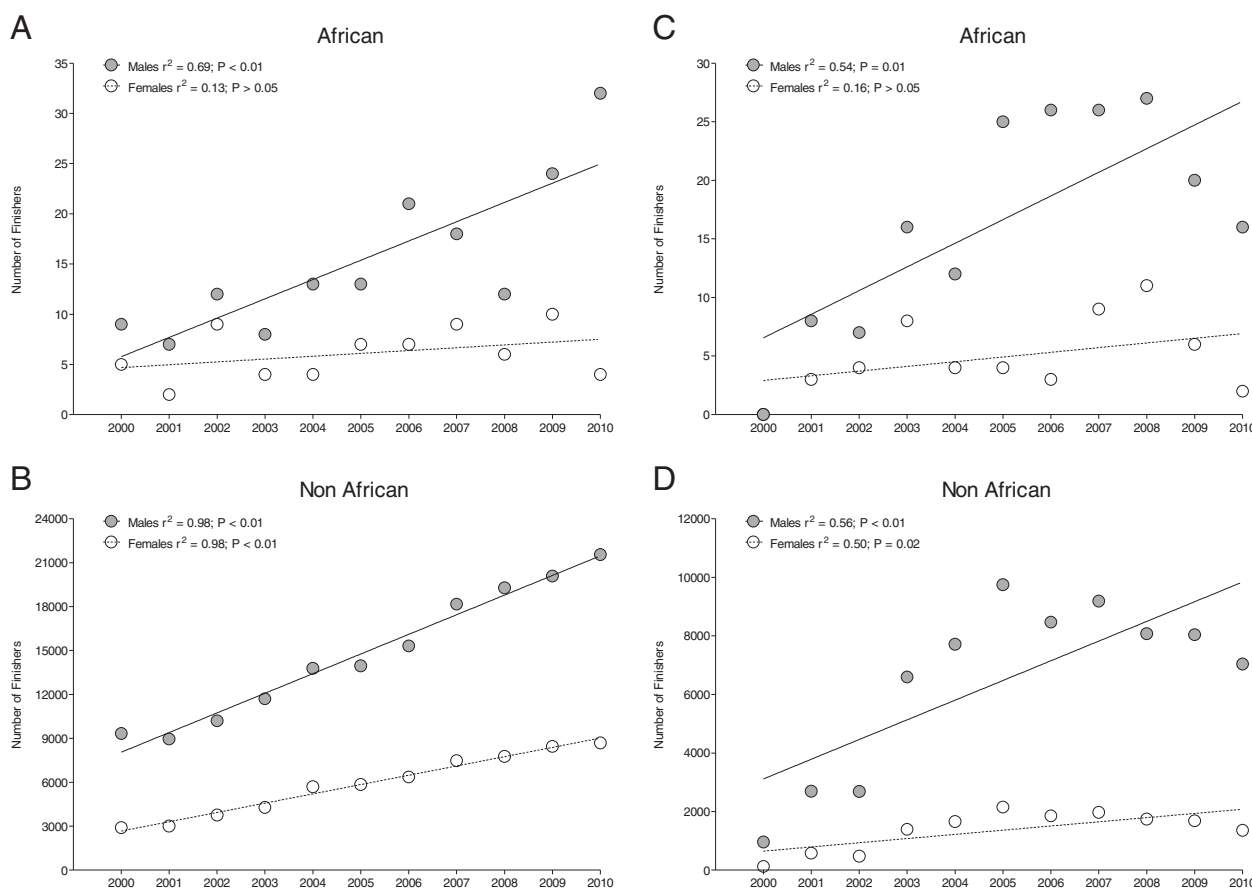 A
African
Males r² = 0.69; P < 0.01
Females r² = 0.13; P > 0.05
35
30
25
20
15
10
5
0
Number of Finishers
2000 2001 2002 2003 2004 2005 2006 2007 2008 2009 2010
C
African
Males r² = 0.54; P = 0.01
Females r² = 0.16; P > 0.05
30
25
20
15
10
5
0
Number of Finishers
2000 2001 2002 2003 2004 2005 2006 2007 2008 2009 2010
B
Non African
Males r² = 0.98; P < 0.01
Females r² = 0.98; P < 0.01
24000
21000
18000
15000
12000
9000
6000
3000
0
Number of Finishers
2000 2001 2002 2003 2004 2005 2006 2007 2008 2009 2010
D
Non African
Males r² = 0.56; P < 0.01
Females r² = 0.50; P = 0.02
12000
10000
8000
6000
4000
2000
0
Number of Finishers
2000 2001 2002 2003 2004 2005 2006 2007 2008 2009 2010